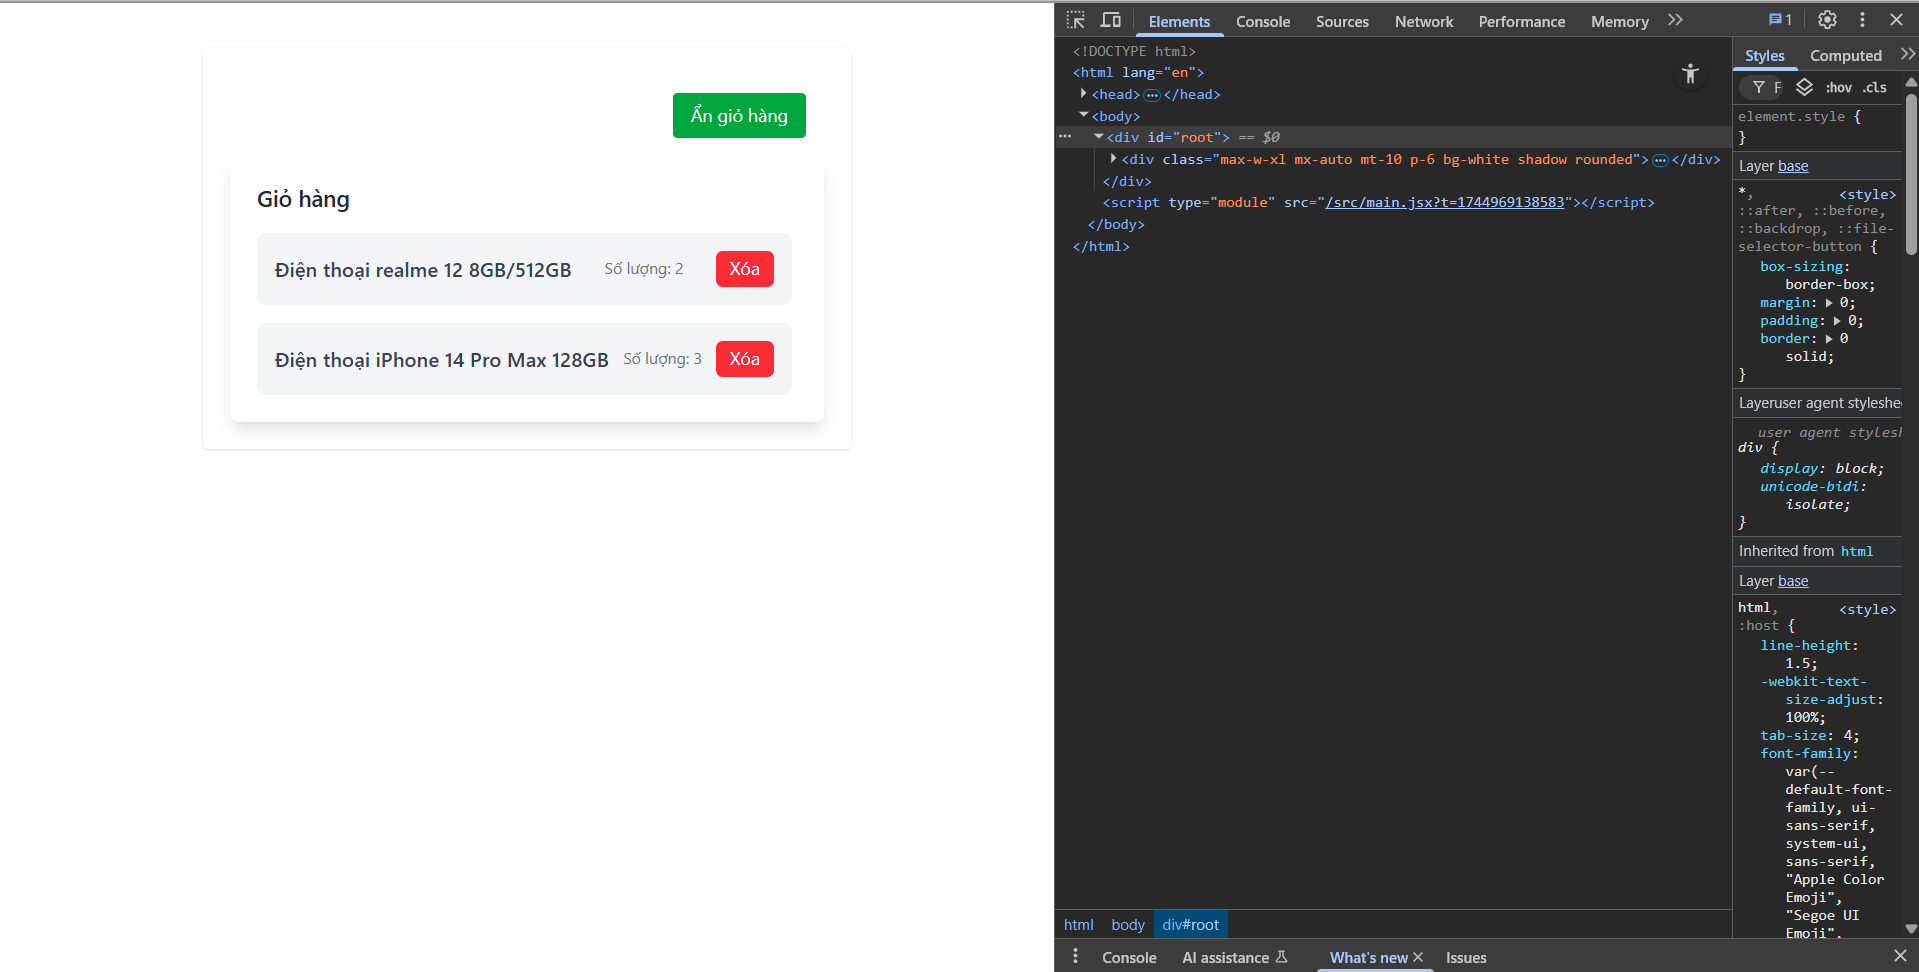 Ẩn giỏ hàng
Giỏ hàng
Điện thoại realme 12 8GB/512GB Số lượng: 2 Xóa
Điện thoại iPhone 14 Pro Max 128GB Số lượng: 3 Xóa
Elements Console Sources Network Performance Memory 1
<!DOCTYPE html>
<html lang="en">
<head>…</head>
<body>
… <div id="root"> == $0
<div class="max-w-xl mx-auto mt-10 p-6 bg-white shadow rounded">…</div>
</div>
<script type="module" src="/src/main.jsx?t=1744969138583"></script>
</body>
</html>
html body div#root
Styles Computed
F :hov .cls
element.style {
}
Layer base
*, <style>
::after, ::before,
::backdrop, ::file-
selector-button {
box-sizing:
border-box;
margin: 0;
padding: 0;
border: 0
solid;
}
Layeruser agent styleshe
user agent stylesh
div {
display: block;
unicode-bidi:
isolate;
}
Inherited from html
Layer base
html, <style>
:host {
line-height:
1.5;
-webkit-text-
size-adjust:
100%;
tab-size: 4;
font-family:
var(--
default-font-
family, ui-
sans-serif,
system-ui,
sans-serif,
"Apple Color
Emoji",
"Segoe UI
Emoji",
Console AI assistance What's new Issues